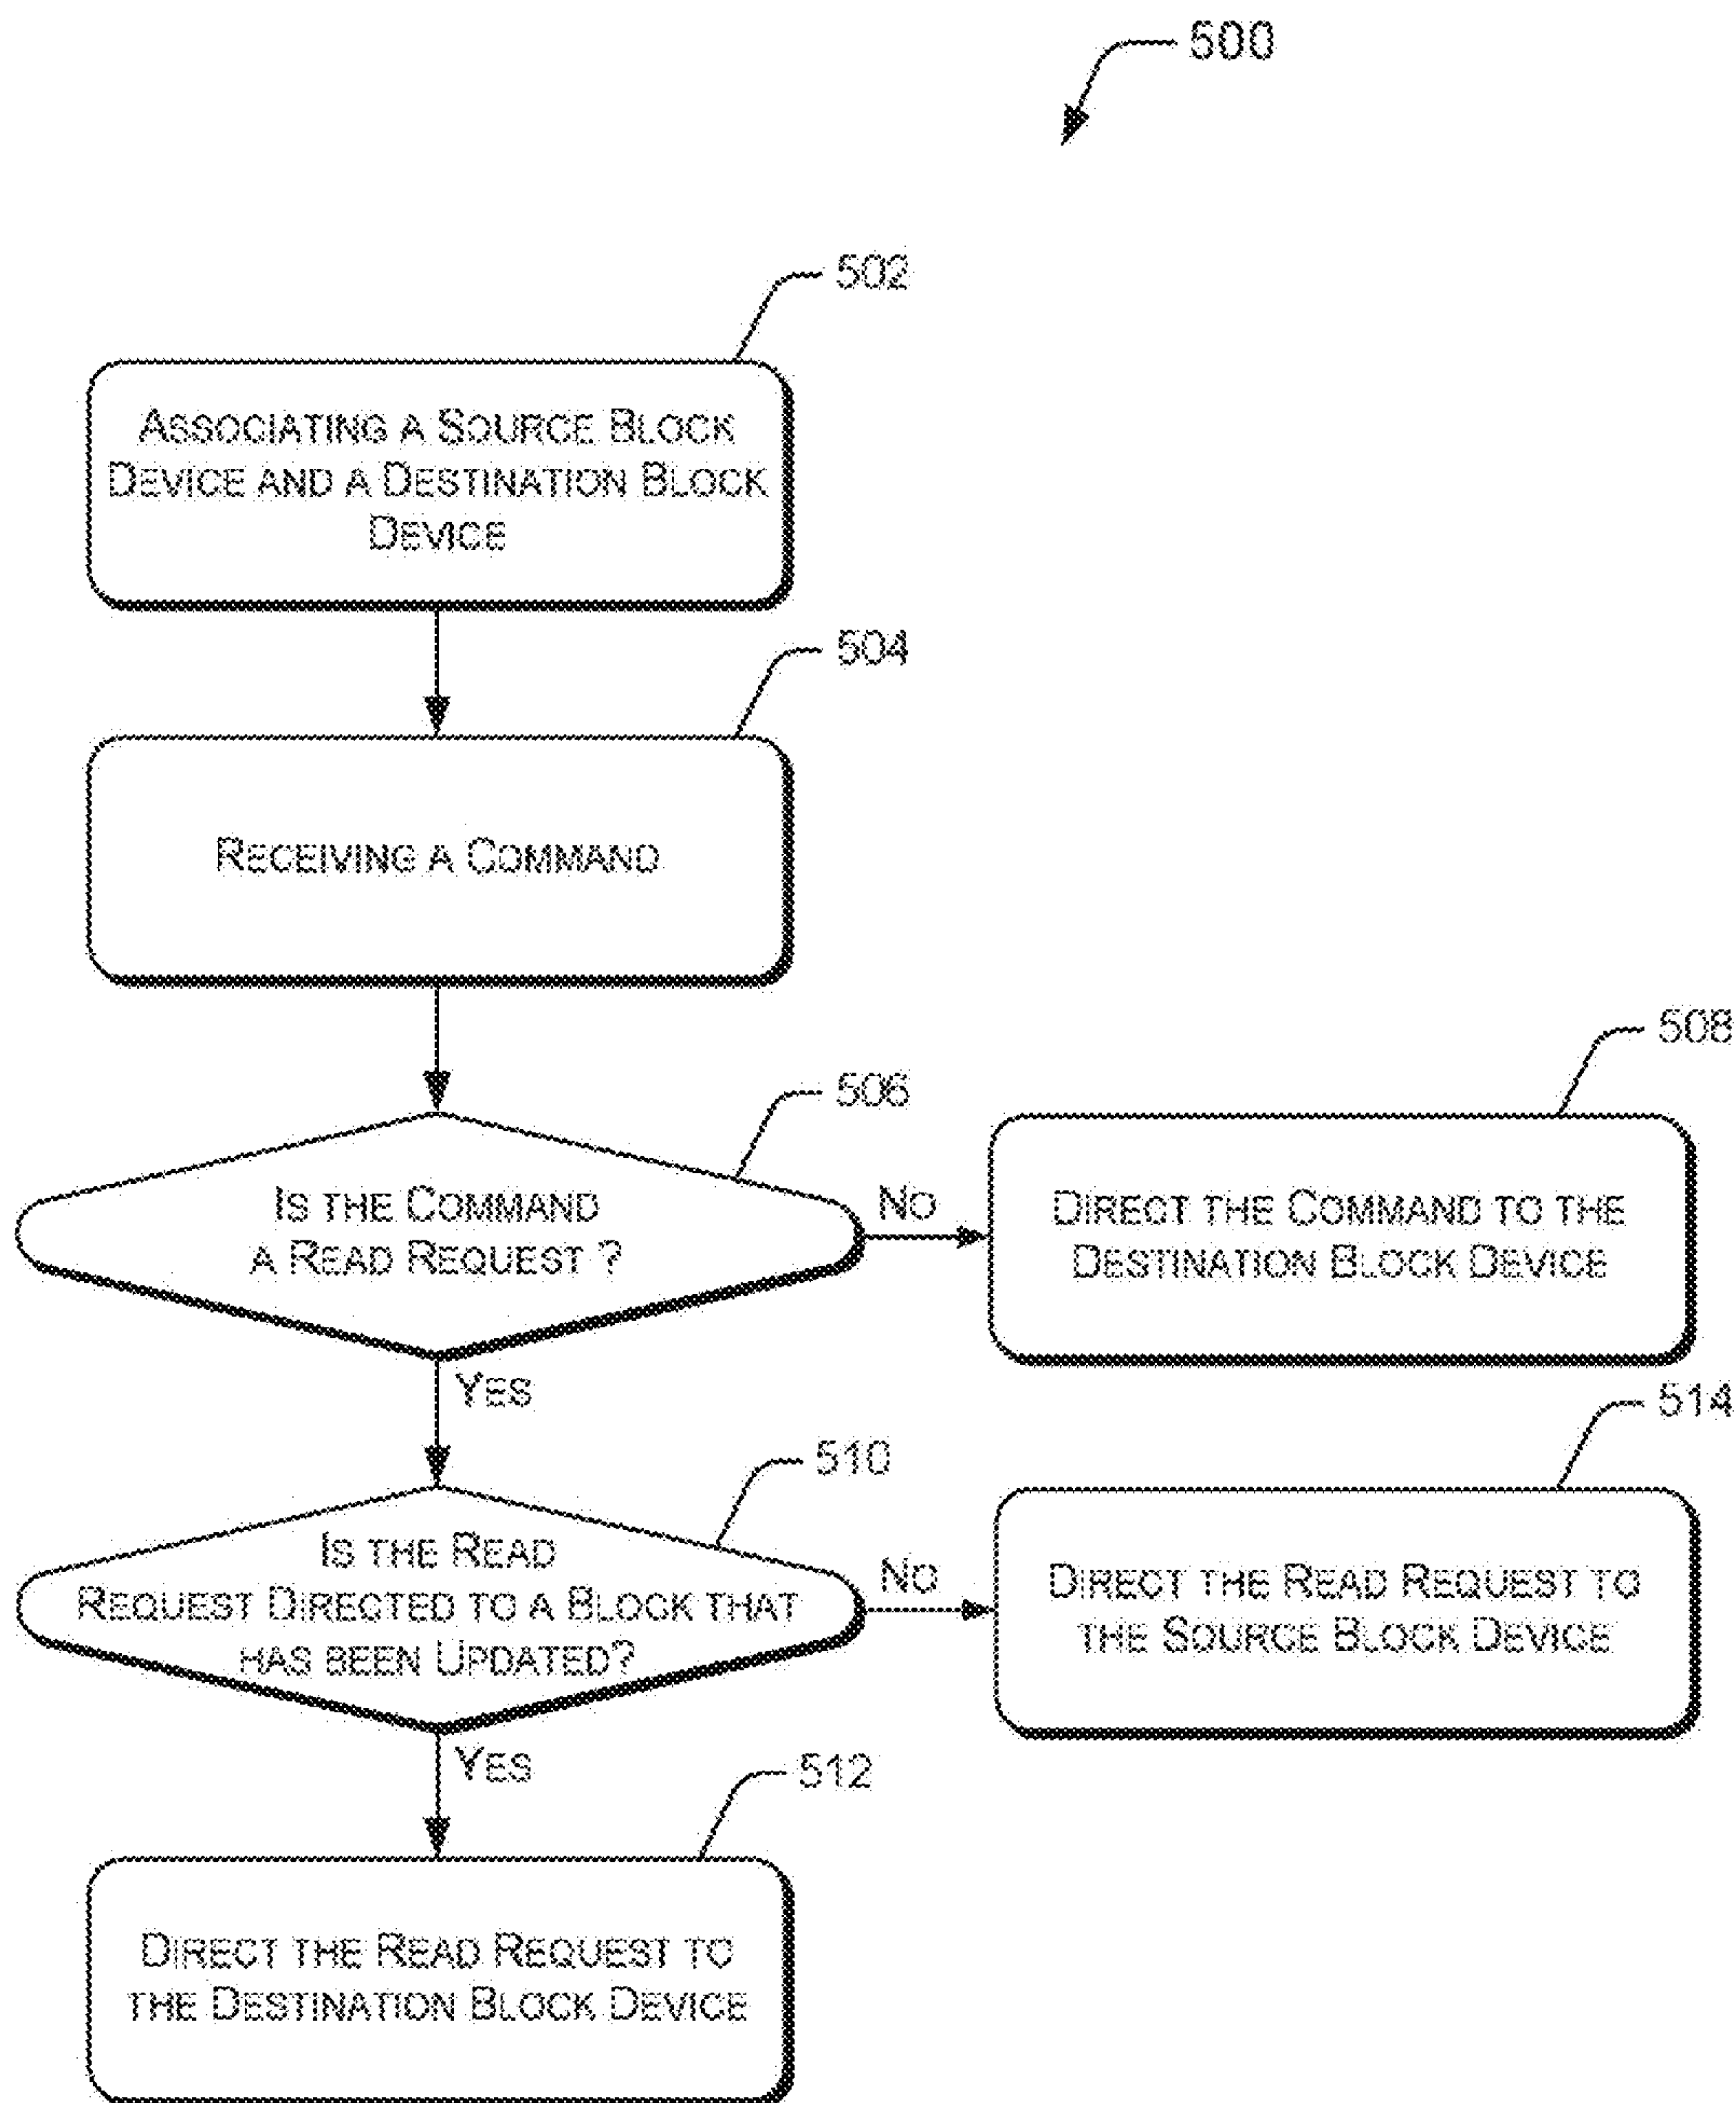 500
502
ASSOCIATING A SOURCE BLOCK
DEVICE AND A DESTINATION BLOCK
DEVICE
504
RECEIVING A COMMAND
506
IS THE COMMAND
A READ REQUEST ?
NO
508
DIRECT THE COMMAND TO THE
DESTINATION BLOCK DEVICE
YES
510
IS THE READ
REQUEST DIRECTED TO A BLOCK THAT
HAS BEEN UPDATED?
NO
514
DIRECT THE READ REQUEST TO
THE SOURCE BLOCK DEVICE
YES
512
DIRECT THE READ REQUEST TO
THE DESTINATION BLOCK DEVICE